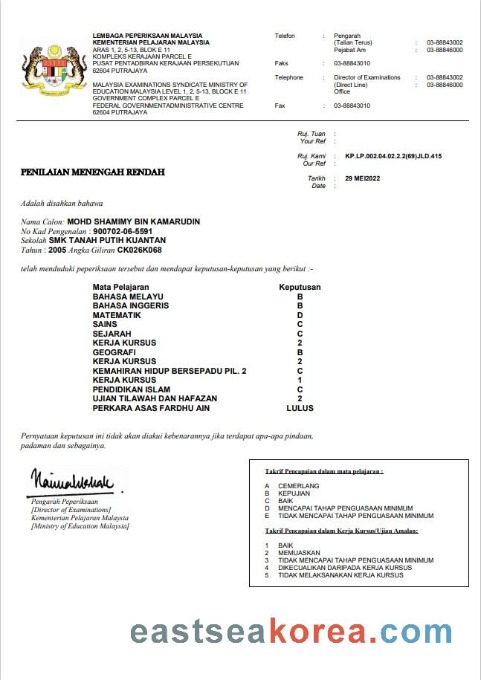 LEMBAGA PEPERIKSAAN MALAYSIA
KEMENTERIAN PELAJARAN MALAYSIA
ARAS 1, 2, 5-13, BLOK E 11
KOMPLEKS KERAJAAN PARCEL E
PUSAT PENTADBIRAN KERAJAAN PERSEKUTUAN
62604 PUTRAJAYA
MALAYSIA EXAMINATIONS SYNDICATE MINISTRY OF
EDUCATION MALAYSIA LEVEL 1, 2, 5-13, BLOCK E 11
GOVERNMENT COMPLEX PARCEL E
FEDERAL GOVERNMENTADMINISTRATIVE CENTRE
62604 PUTRAJAYA
Telefon : Pengarah
(Talian Terus) : 03-88843002
Pejabat Am : 03-88846000
Faks : 03-88843010
Telephone : Director of Examinations : 03-88843002
(Direct Line) : 03-88846000
Office
Fax : 03-88843010
Ruj. Tuan :
Your Ref :
Ruj. Kami : KP.LP.002.04.02.2.2(69)JLD.415
Our Ref :
Tarikh : 29 MEI2022
Date :
PENILAIAN MENENGAH RENDAH
Adalah disahkan bahawa
Nama Calon: MOHD SHAMIMY BIN KAMARUDIN
No Kad Pengenalan : 900702-06-5591
Sekolah SMK TANAH PUTIH KUANTAN
Tahun : 2005 Angka Giliran CK026K068
telah menduduki peperiksaan tersebut dan mendapat keputusan-keputusan yang berikut :-
Mata Pelajaran Keputusan
BAHASA MELAYU B
BAHASA INGGERIS B
MATEMATIK D
SAINS C
SEJARAH C
KERJA KURSUS 2
GEOGRAFI B
KERJA KURSUS 2
KEMAHIRAN HIDUP BERSEPADU PIL. 2 C
KERJA KURSUS 1
PENDIDIKAN ISLAM C
UJIAN TILAWAH DAN HAFAZAN 2
PERKARA ASAS FARDHU AIN LULUS
Pernyataan keputusan ini tidak akan diakui kebenarannya jika terdapat apa-apa pindaan,
padaman dan sebagainya.
Pengarah Peperiksaan
[Director of Examinations]
Kementerian Pelajaran Malaysia
[Ministry of Education Malaysia]
Takrif Pencapaian dalam mata pelajaran :
A CEMERLANG
B KEPUJIAN
C BAIK
D MENCAPAI TAHAP PENGUASAAN MINIMUM
E TIDAK MENCAPAI TAHAP PENGUASAAN MINIMUM
Takrif Pencapaian dalam Kerja Kursus/Ujian Amalan:
1 BAIK
2 MEMUASKAN
3 TIDAK MENCAPAI TAHAP PENGUASAAN MINIMUM
4 DIKECUALIKAN DARIPADA KERJA KURSUS
5 TIDAK MELAKSANAKAN KERJA KURSUS
eastseakorea.com